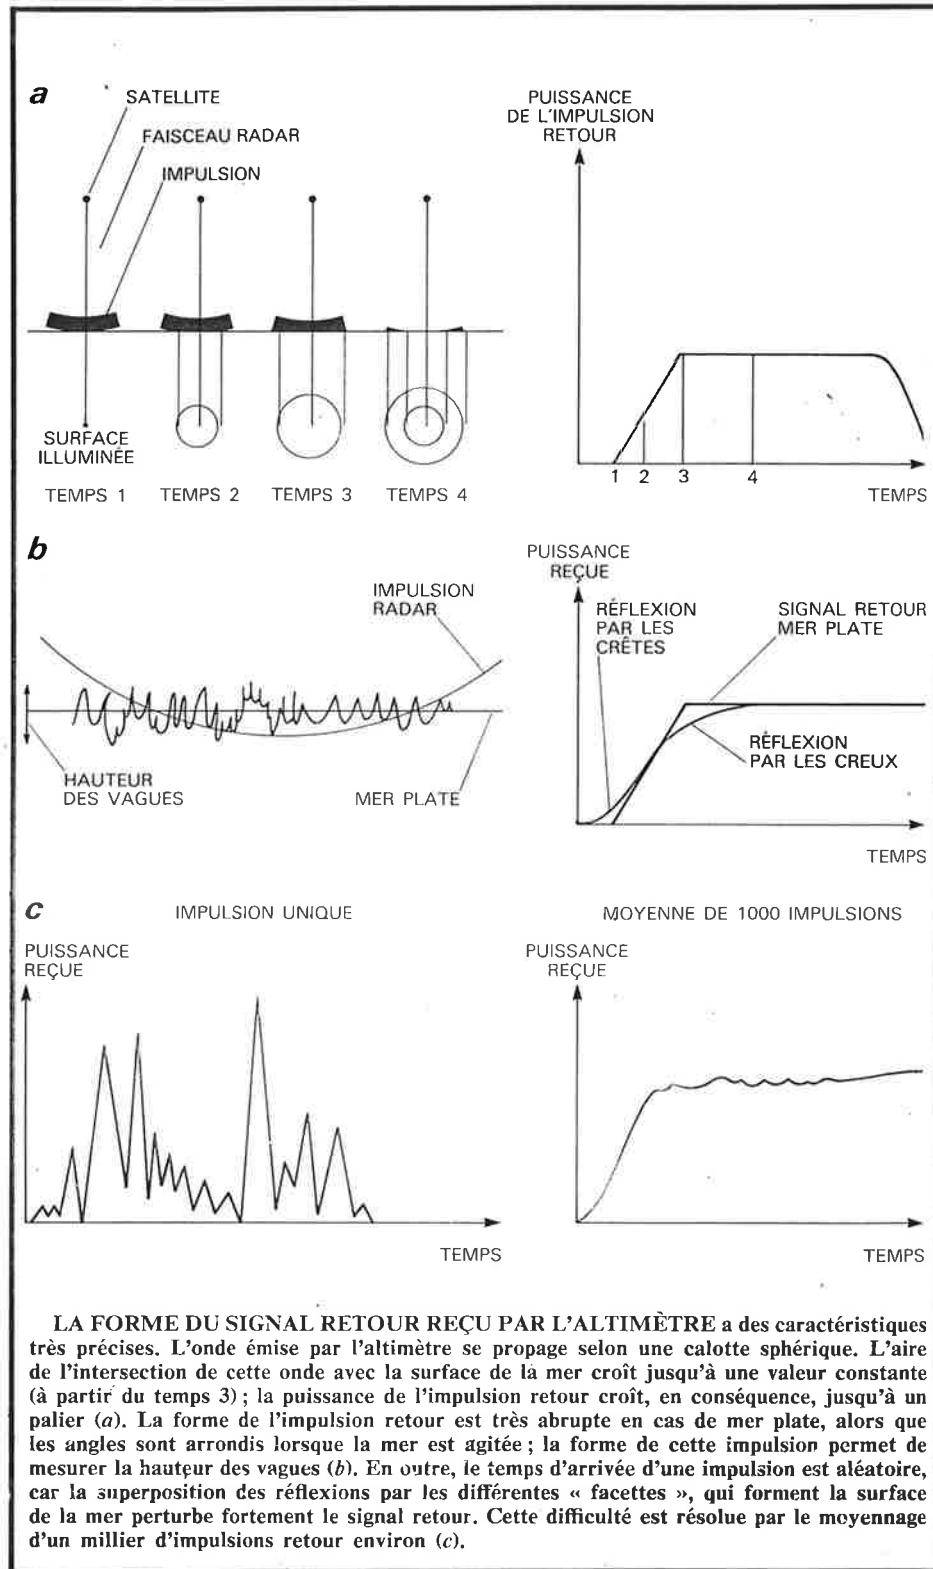 a
SATELLITE
FAISCEAU RADAR
IMPULSION
SURFACE
ILLUMINÉE
TEMPS 1
TEMPS 2
TEMPS 3
TEMPS 4
PUISSANCE
DE L'IMPULSION
RETOUR
1
2
3
4
TEMPS
b
IMPULSION
RADAR
HAUTEUR
DES VAGUES
MER PLATE
PUISSANCE
REÇUE
RÉFLEXION
PAR LES
CRÊTES
SIGNAL RETOUR
MER PLATE
RÉFLEXION
PAR LES CREUX
TEMPS
c
IMPULSION UNIQUE
PUISSANCE
REÇUE
TEMPS
MOYENNE DE 1000 IMPULSIONS
PUISSANCE
REÇUE
TEMPS
LA FORME DU SIGNAL RETOUR REÇU PAR L'ALTIMÈTRE a des caractéristiques
très précises. L'onde émise par l'altimètre se propage selon une calotte sphérique. L'aire
de l'intersection de cette onde avec la surface de la mer croît jusqu'à une valeur constante
(à partir du temps 3) ; la puissance de l'impulsion retour croît, en conséquence, jusqu'à un
palier (a). La forme de l'impulsion retour est très abrupte en cas de mer plate, alors que
les angles sont arrondis lorsque la mer est agitée ; la forme de cette impulsion permet de
mesurer la hauteur des vagues (b). En outre, le temps d'arrivée d'une impulsion est aléatoire,
car la superposition des réflexions par les différentes « facettes », qui forment la surface
de la mer perturbe fortement le signal retour. Cette difficulté est résolue par le moyennage
d'un millier d'impulsions retour environ (c).